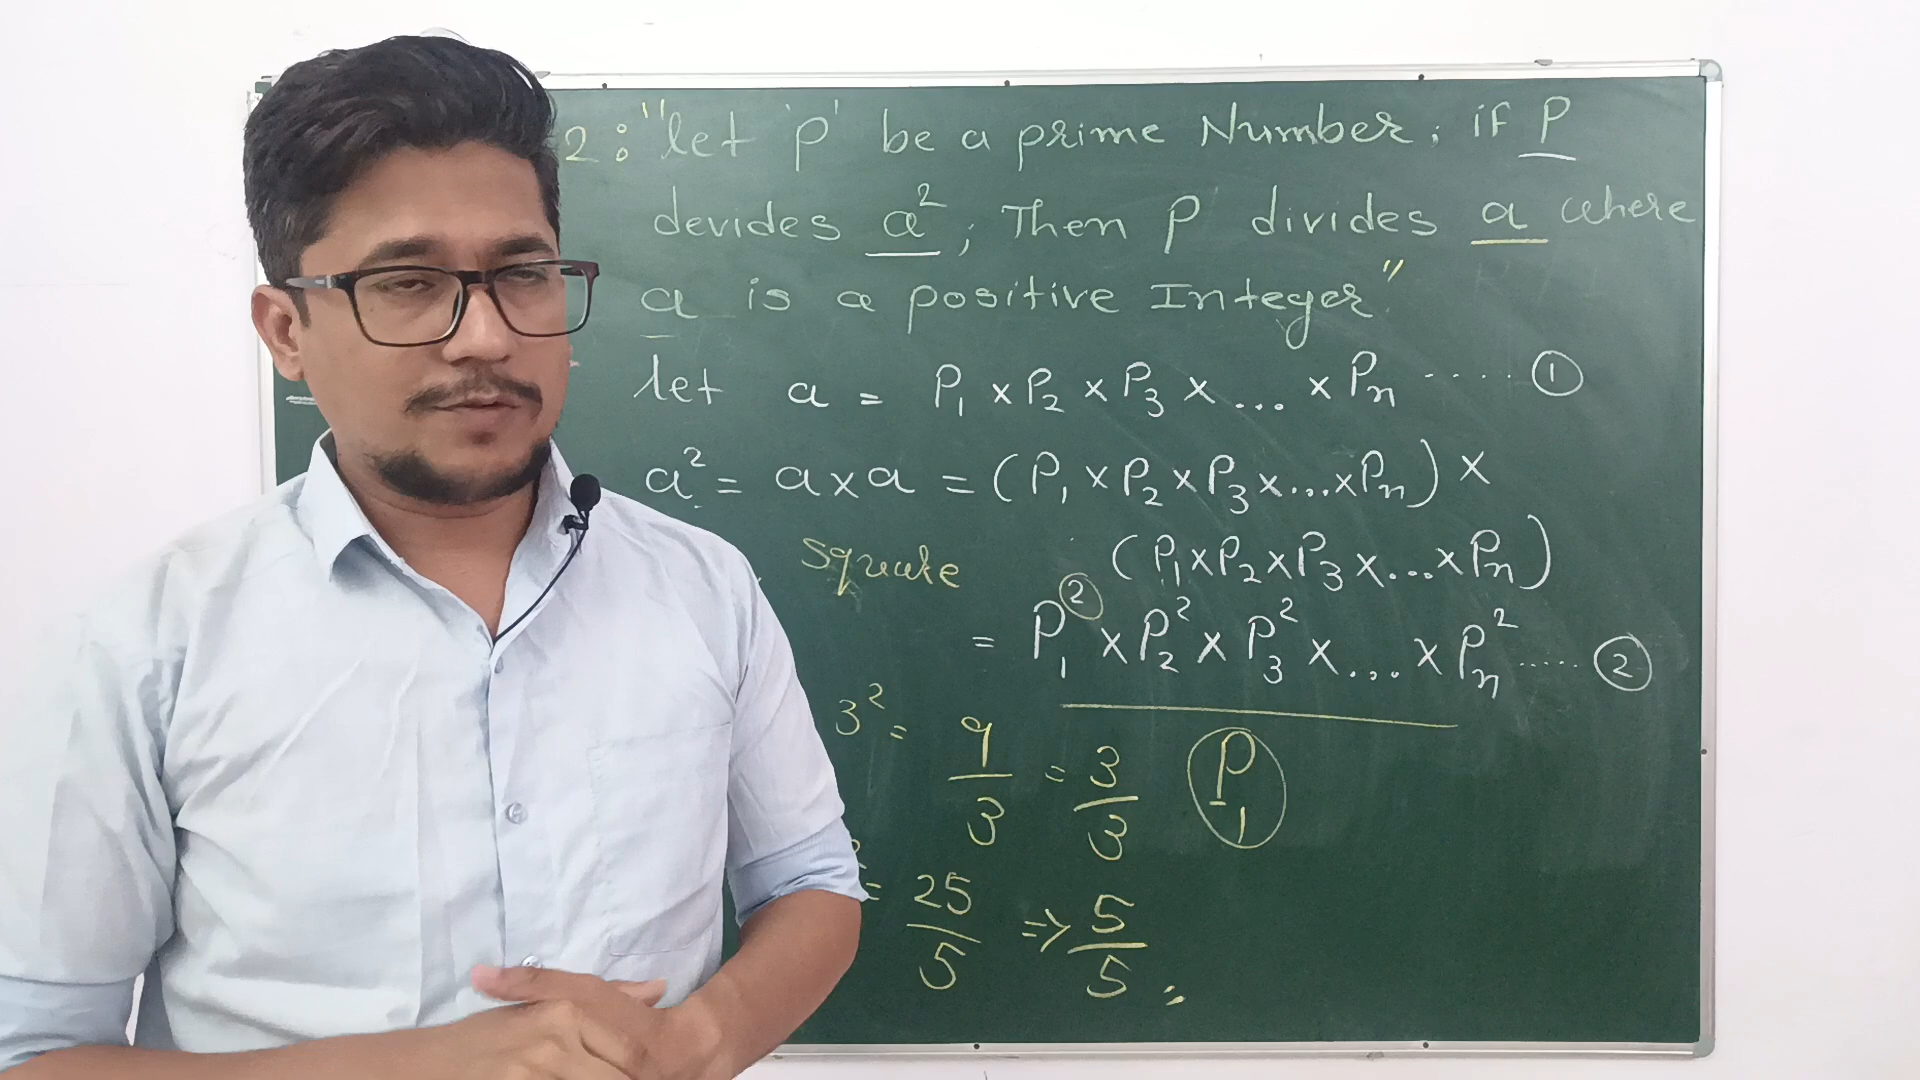 2 : "let 'p' be a prime Number; if P
devides a²; Then P divides a where
a is a positive Integer"
let a = P₁ × P₂ × P₃ × ... × Pₙ ..... ①
a² = a × a = (P₁ × P₂ × P₃ × ... × Pₙ) ×
(P₁ × P₂ × P₃ × ... × Pₙ)
square
= P₁² × P₂² × P₃² × ... × Pₙ² ..... ②
3² = 9/3 = 3/3 P₁
= 25/5 ⇒ 5/5